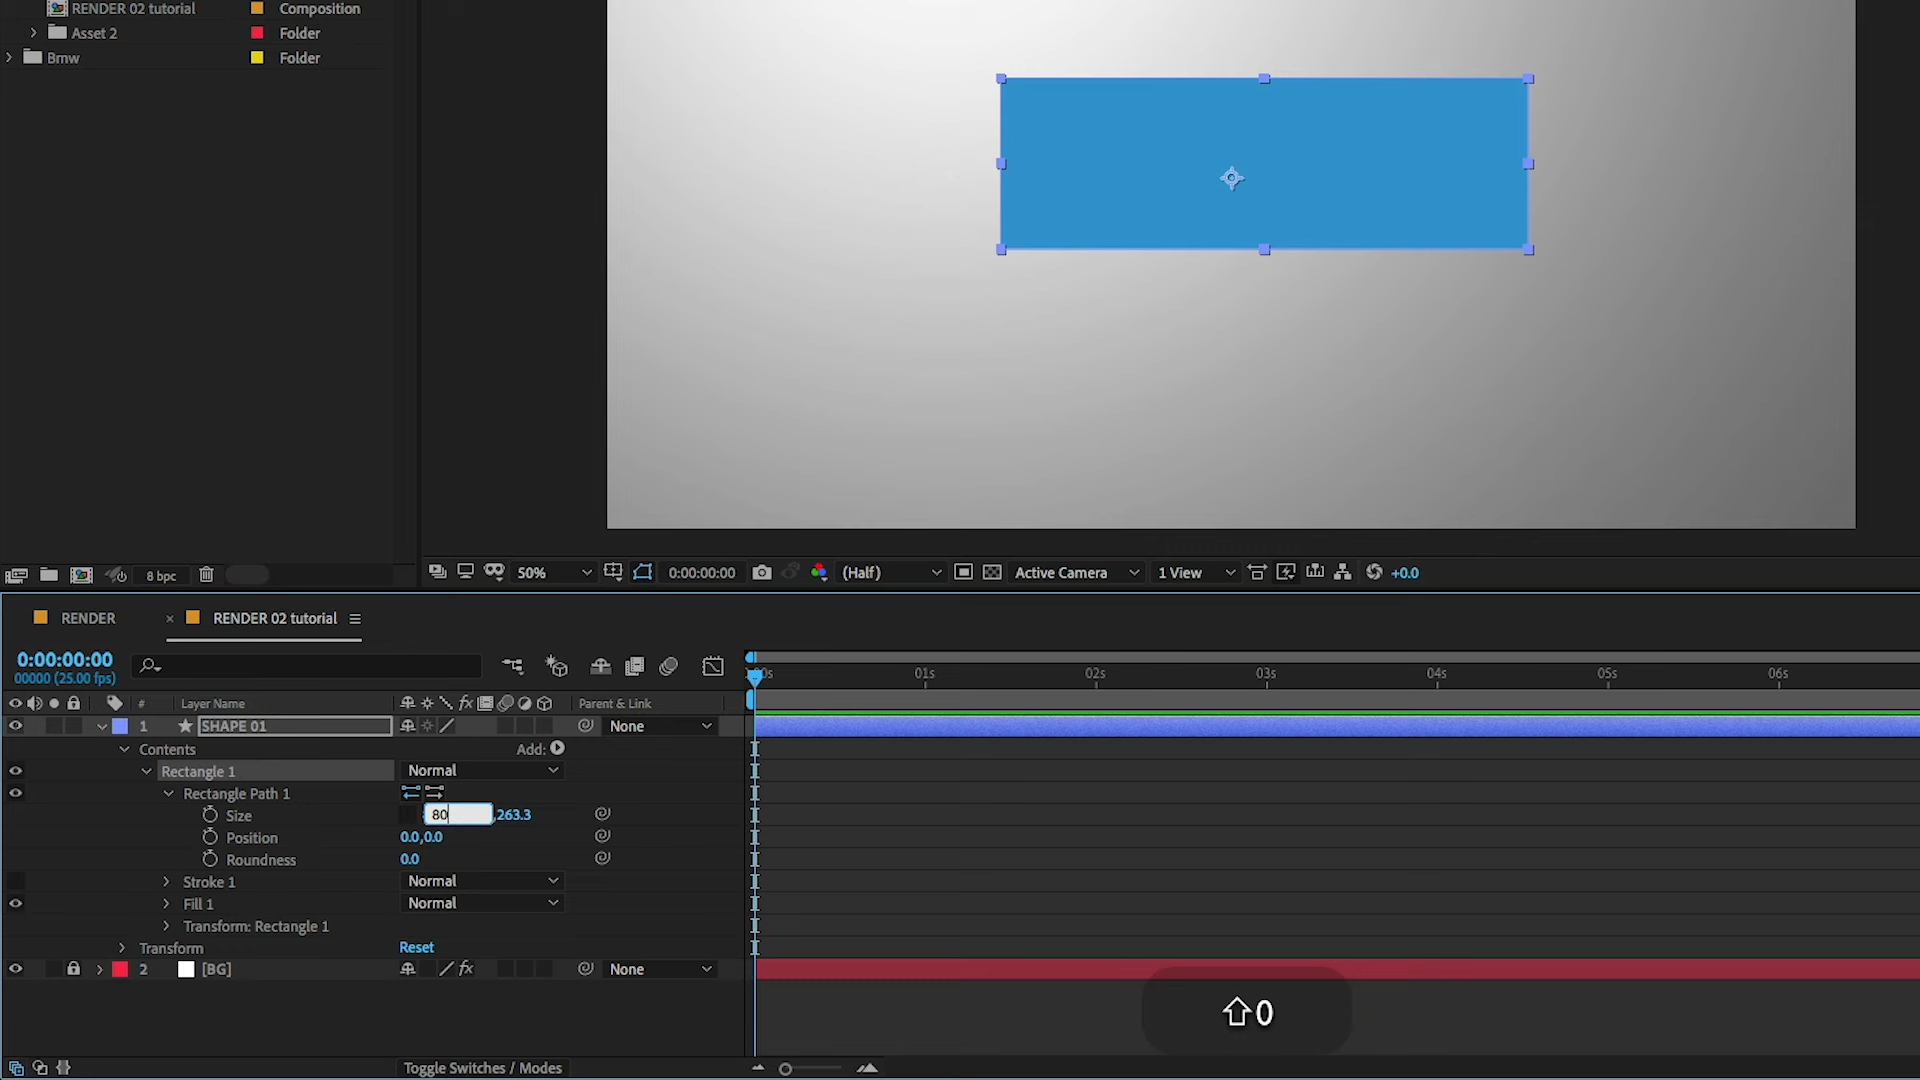 RENDER 02 tutorial
Composition
Asset 2
Folder
Bmw
Folder
8 bpc
50%
0:00:00:00
(Half)
Active Camera
1 View
+0.0
RENDER
× RENDER 02 tutorial
0:00:00:00
00000 (25.00 fps)
01s
02s
03s
04s
05s
06s
#
Layer Name
fx
Parent & Link
1
SHAPE 01
None
Contents
Add:
Rectangle 1
Normal
Rectangle Path 1
Size
80
,263.3
Position
0.0,0.0
Roundness
0.0
Stroke 1
Normal
Fill 1
Normal
Transform: Rectangle 1
Transform
Reset
2
[BG]
fx
None
⇧0
Toggle Switches / Modes